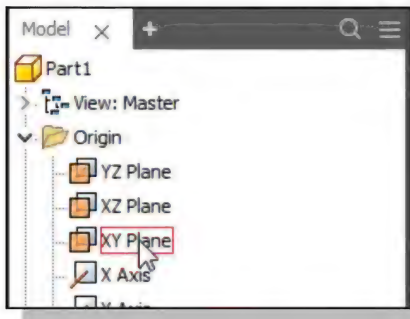 Model
Part1
View: Master
Origin
YZ Plane
XZ Plane
XY Plane
X Axis